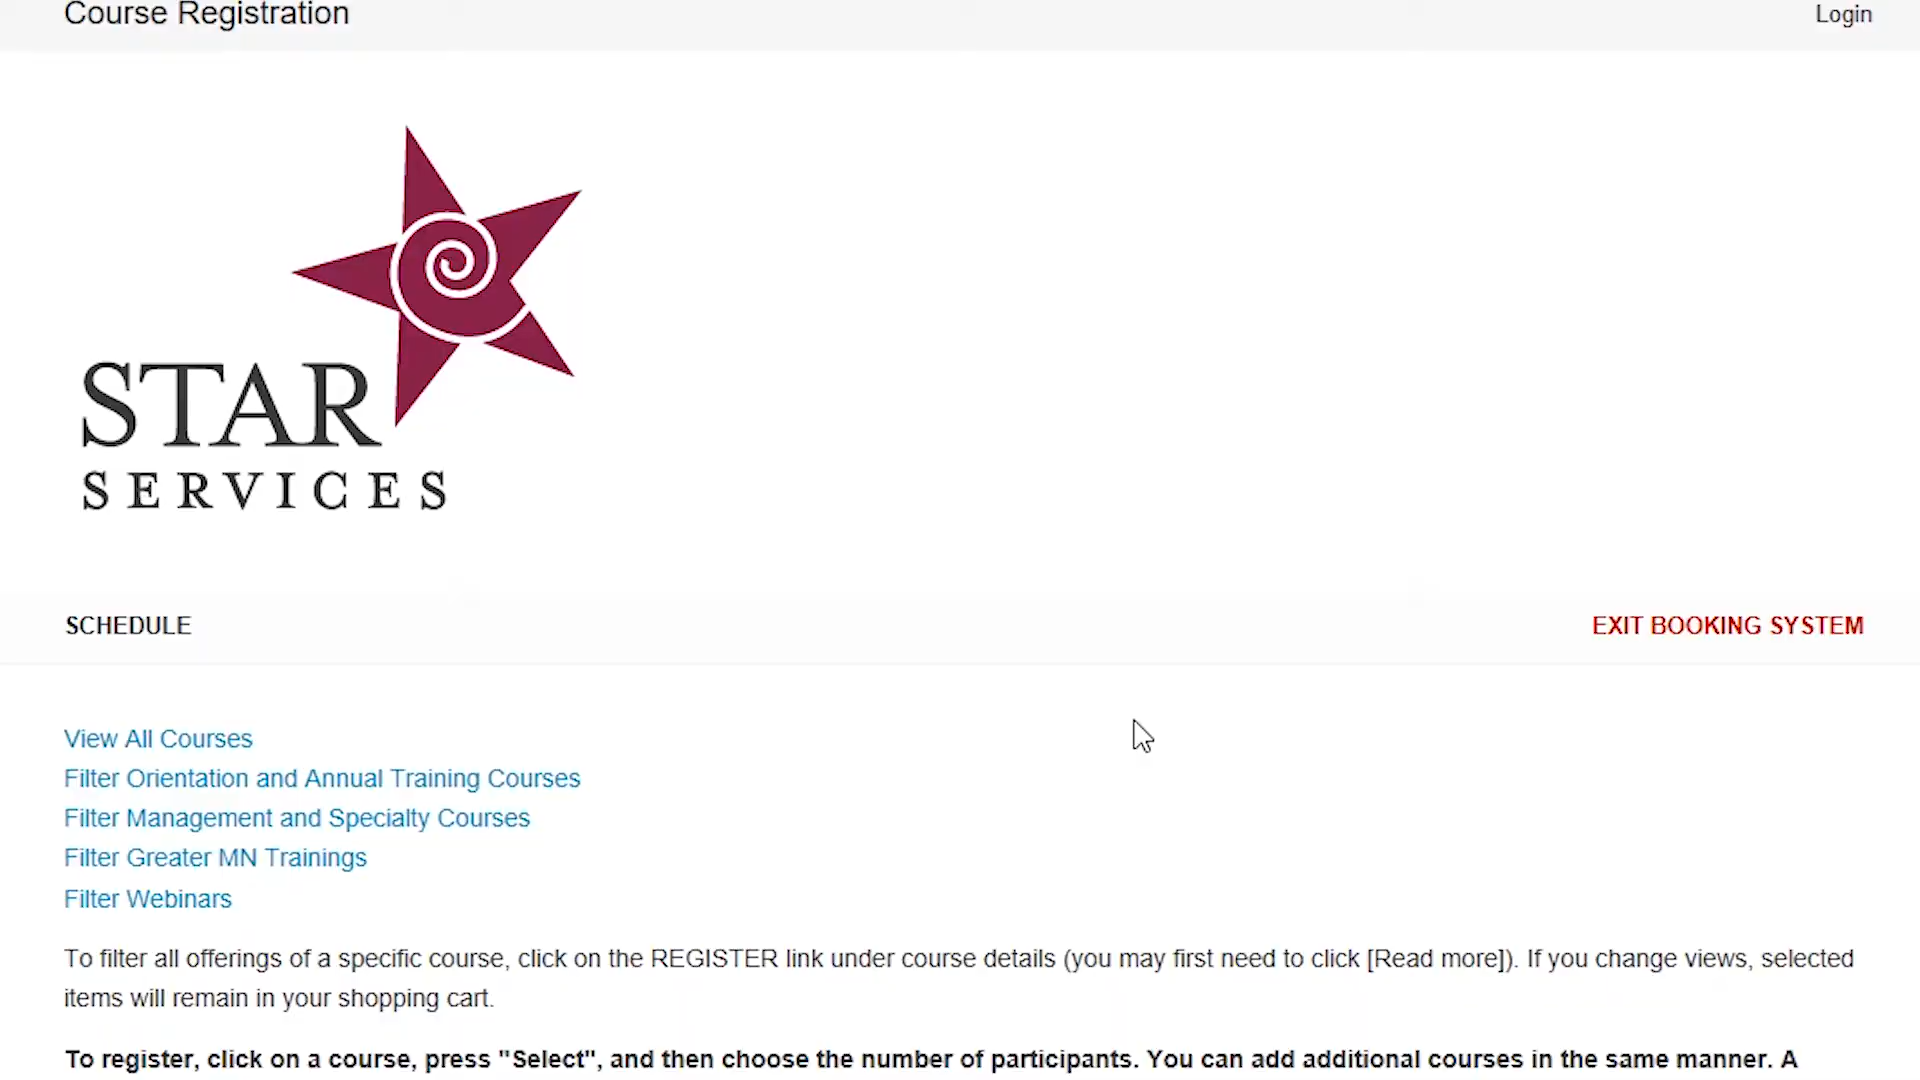 Course Registration
Login
STAR
SERVICES
SCHEDULE
EXIT BOOKING SYSTEM
View All Courses
Filter Orientation and Annual Training Courses
Filter Management and Specialty Courses
Filter Greater MN Trainings
Filter Webinars
To filter all offerings of a specific course, click on the REGISTER link under course details (you may first need to click [Read more]). If you change views, selected
items will remain in your shopping cart.
To register, click on a course, press "Select", and then choose the number of participants. You can add additional courses in the same manner. A